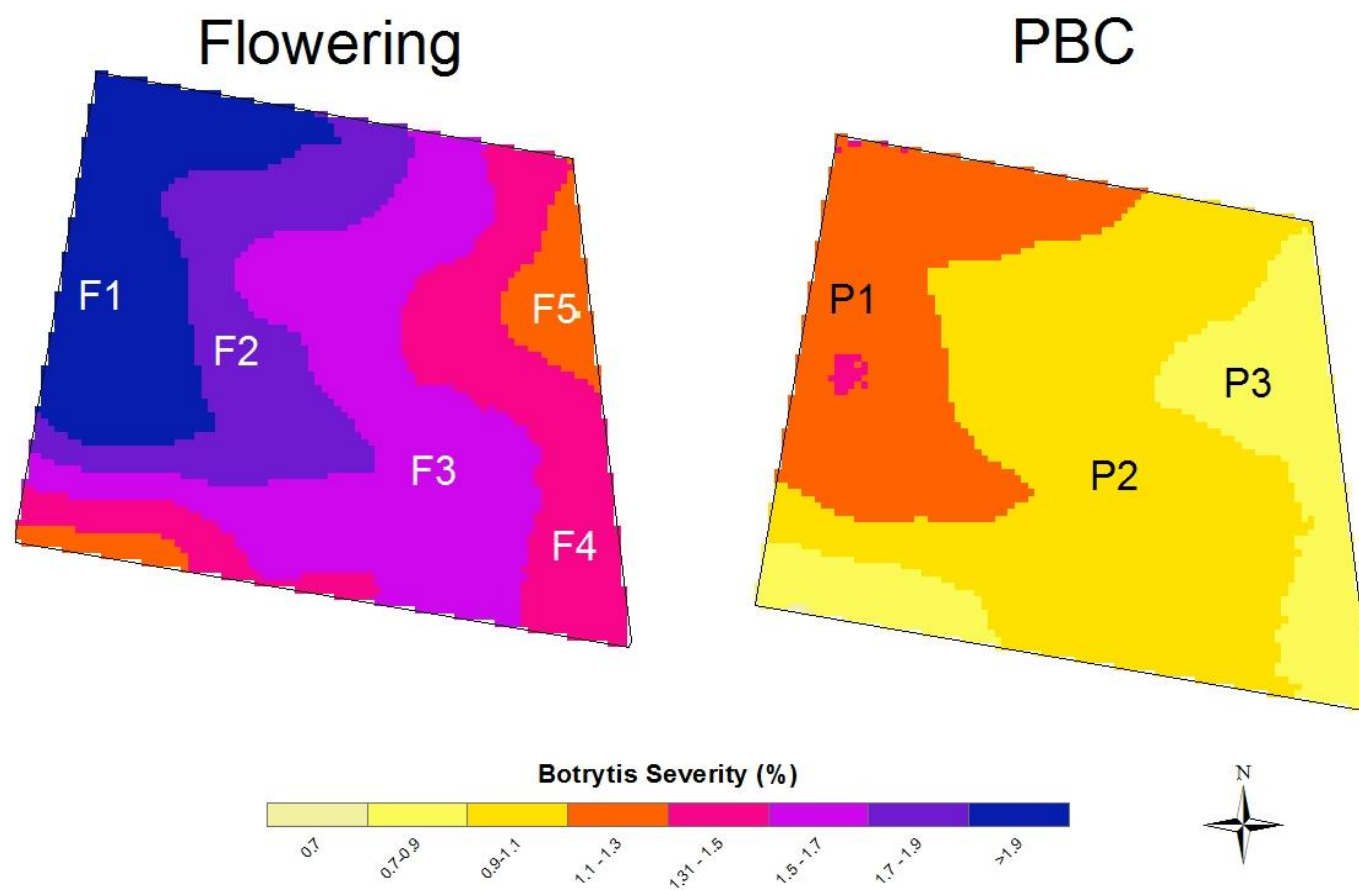 Flowering
PBC
F1
F2
F3
F4
F5
P1
P2
P3
Botrytis Severity (%)
0.7
0.7-0.9
0.9-1.1
1.1 - 1.3
1.31 - 1.5
1.5 - 1.7
1.7 - 1.9
>1.9
N